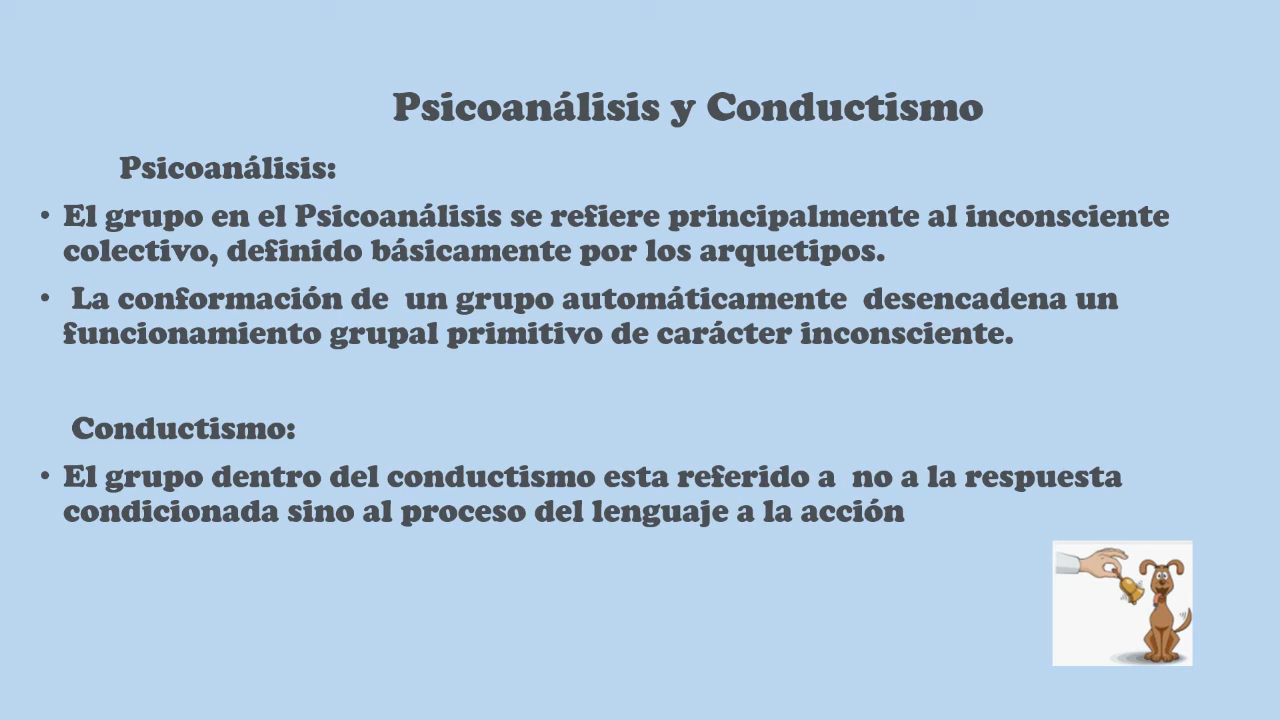 Psicoanálisis y Conductismo
Psicoanálisis:
• El grupo en el Psicoanálisis se refiere principalmente al inconsciente
colectivo, definido básicamente por los arquetipos.
• La conformación de  un grupo automáticamente  desencadena un
funcionamiento grupal primitivo de carácter inconsciente.
Conductismo:
• El grupo dentro del conductismo esta referido a  no a la respuesta
condicionada sino al proceso del lenguaje a la acción